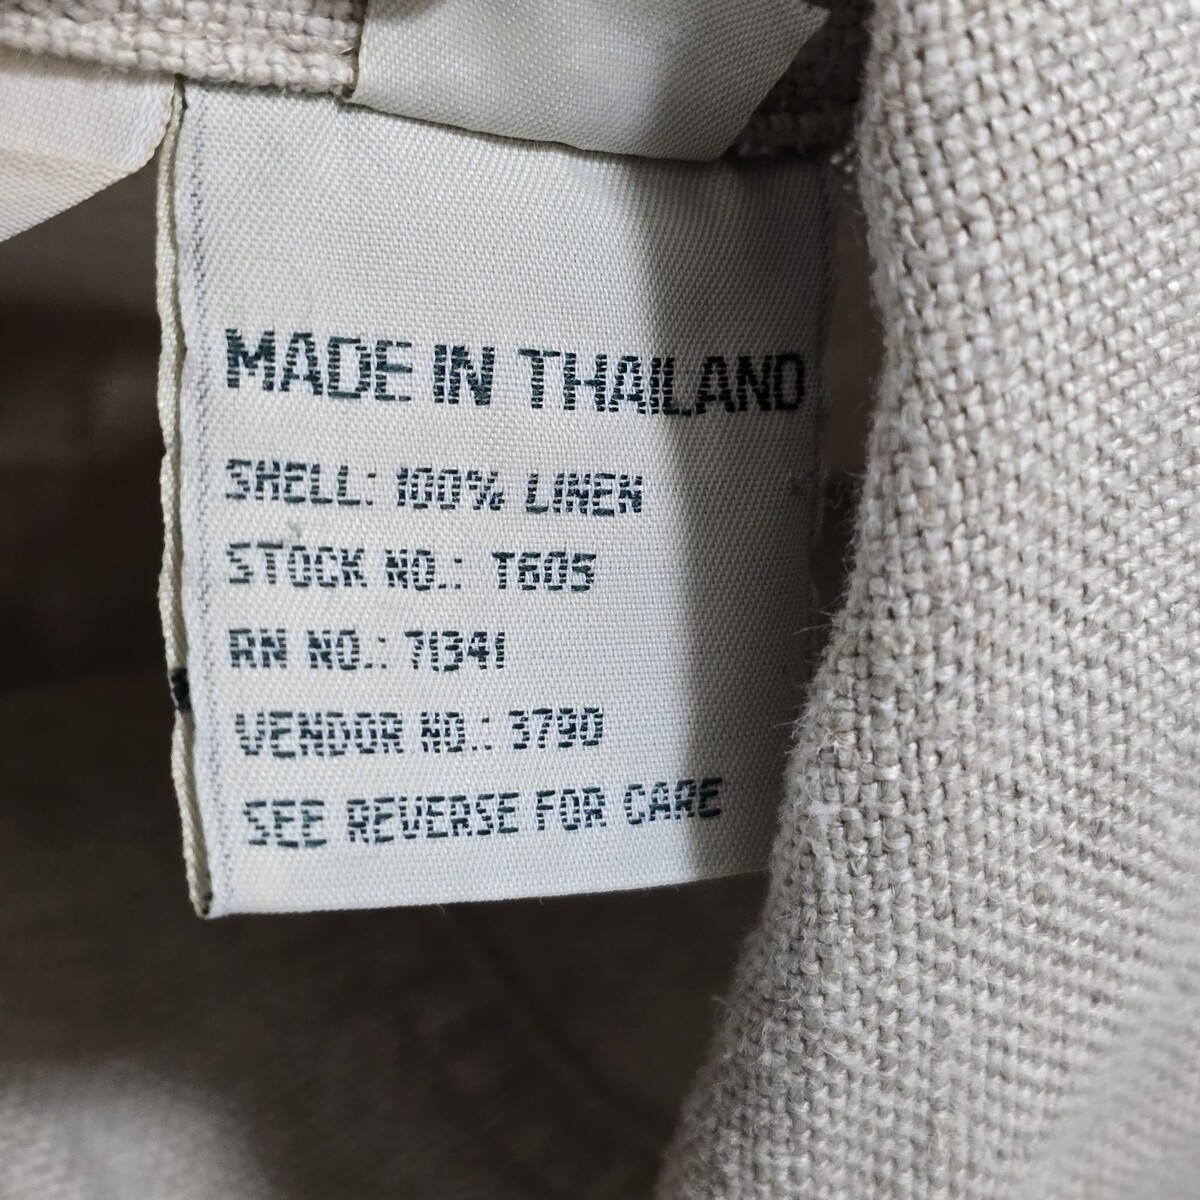 MADE IN THAILAND
SHELL: 100% LINEN
STOCK NO.: T605
RN NO.: 71341
VENDOR NO.: 3790
SEE REVERSE FOR CARE